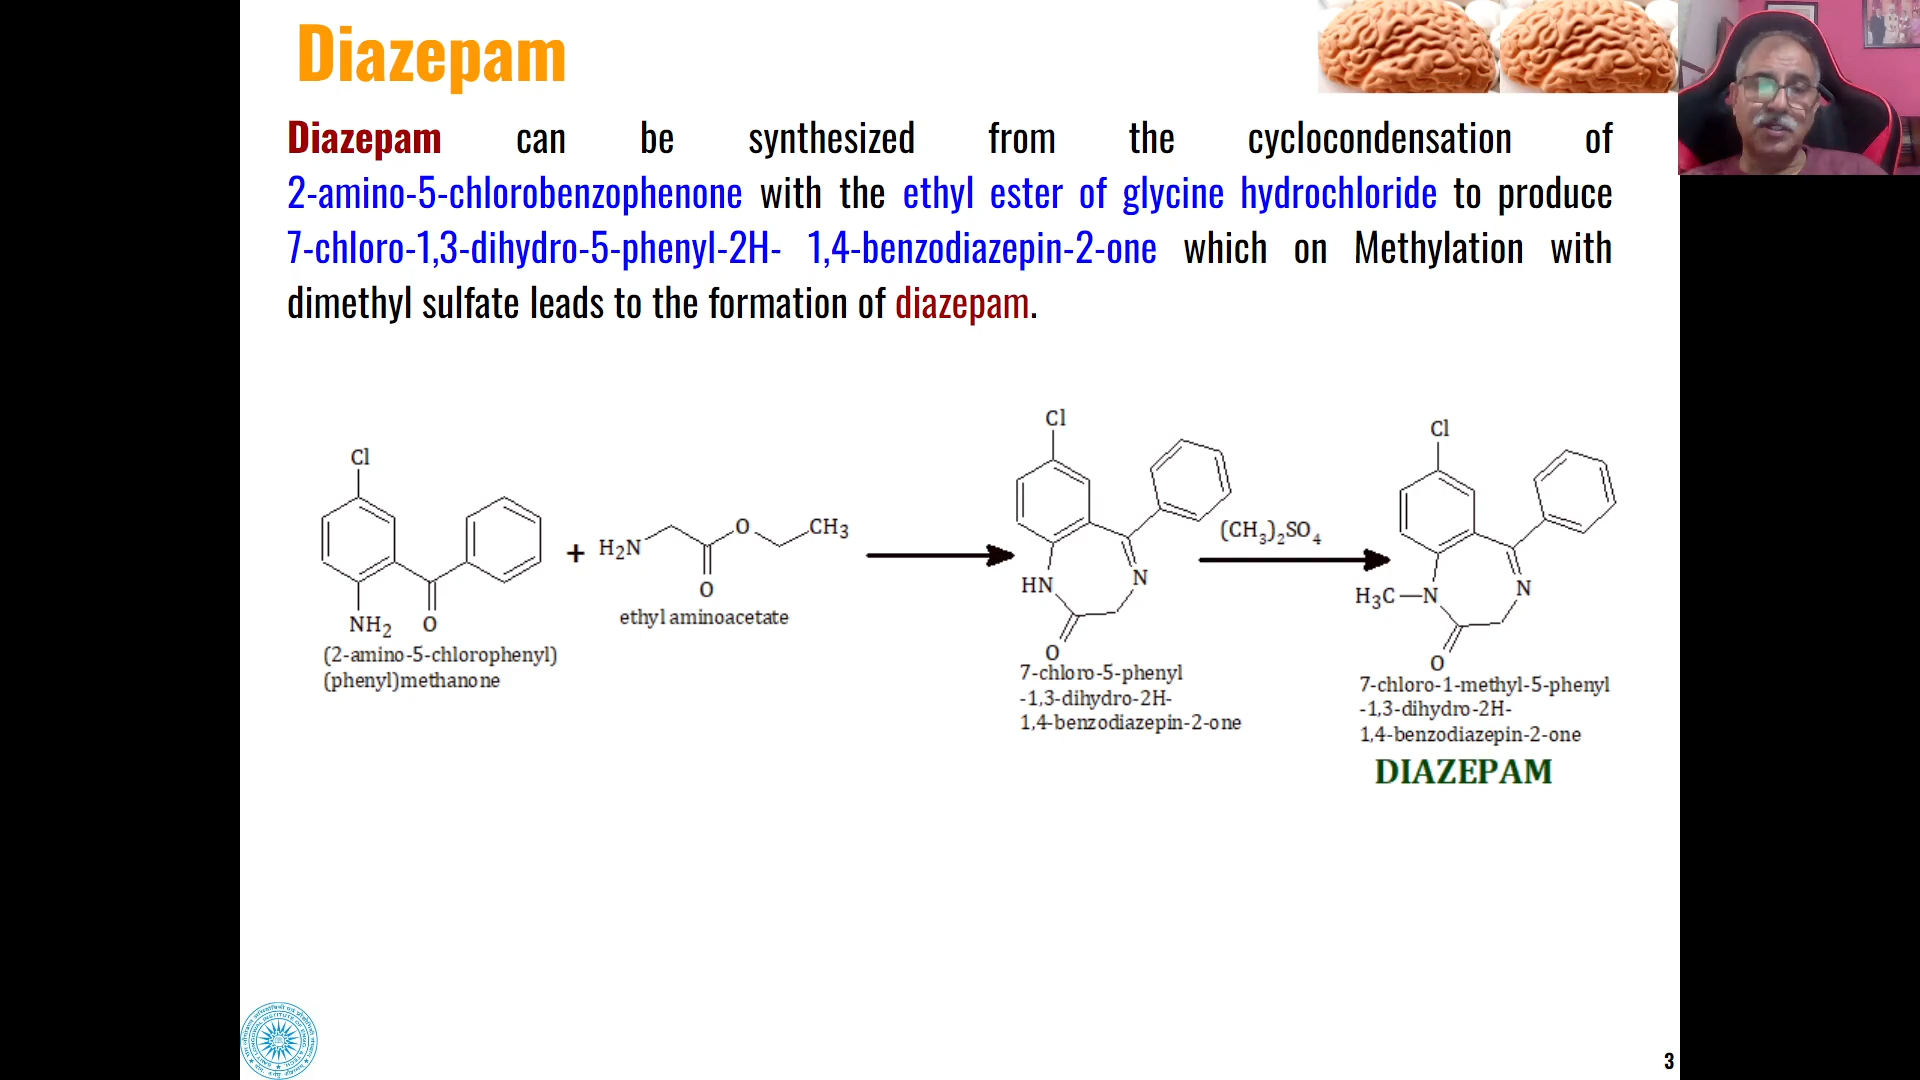 Diazepam
Diazepam can be synthesized from the cyclocondensation of
2-amino-5-chlorobenzophenone with the ethyl ester of glycine hydrochloride to produce
7-chloro-1,3-dihydro-5-phenyl-2H- 1,4-benzodiazepin-2-one which on Methylation with
dimethyl sulfate leads to the formation of diazepam.
Cl
NH2 O
(2-amino-5-chlorophenyl)
(phenyl)methanone
+
H2N
O
CH3
O
ethyl aminoacetate
Cl
HN
N
O
7-chloro-5-phenyl
-1,3-dihydro-2H-
1,4-benzodiazepin-2-one
(CH3)2SO4
Cl
H3C—N
N
O
7-chloro-1-methyl-5-phenyl
-1,3-dihydro-2H-
1,4-benzodiazepin-2-one
DIAZEPAM
3